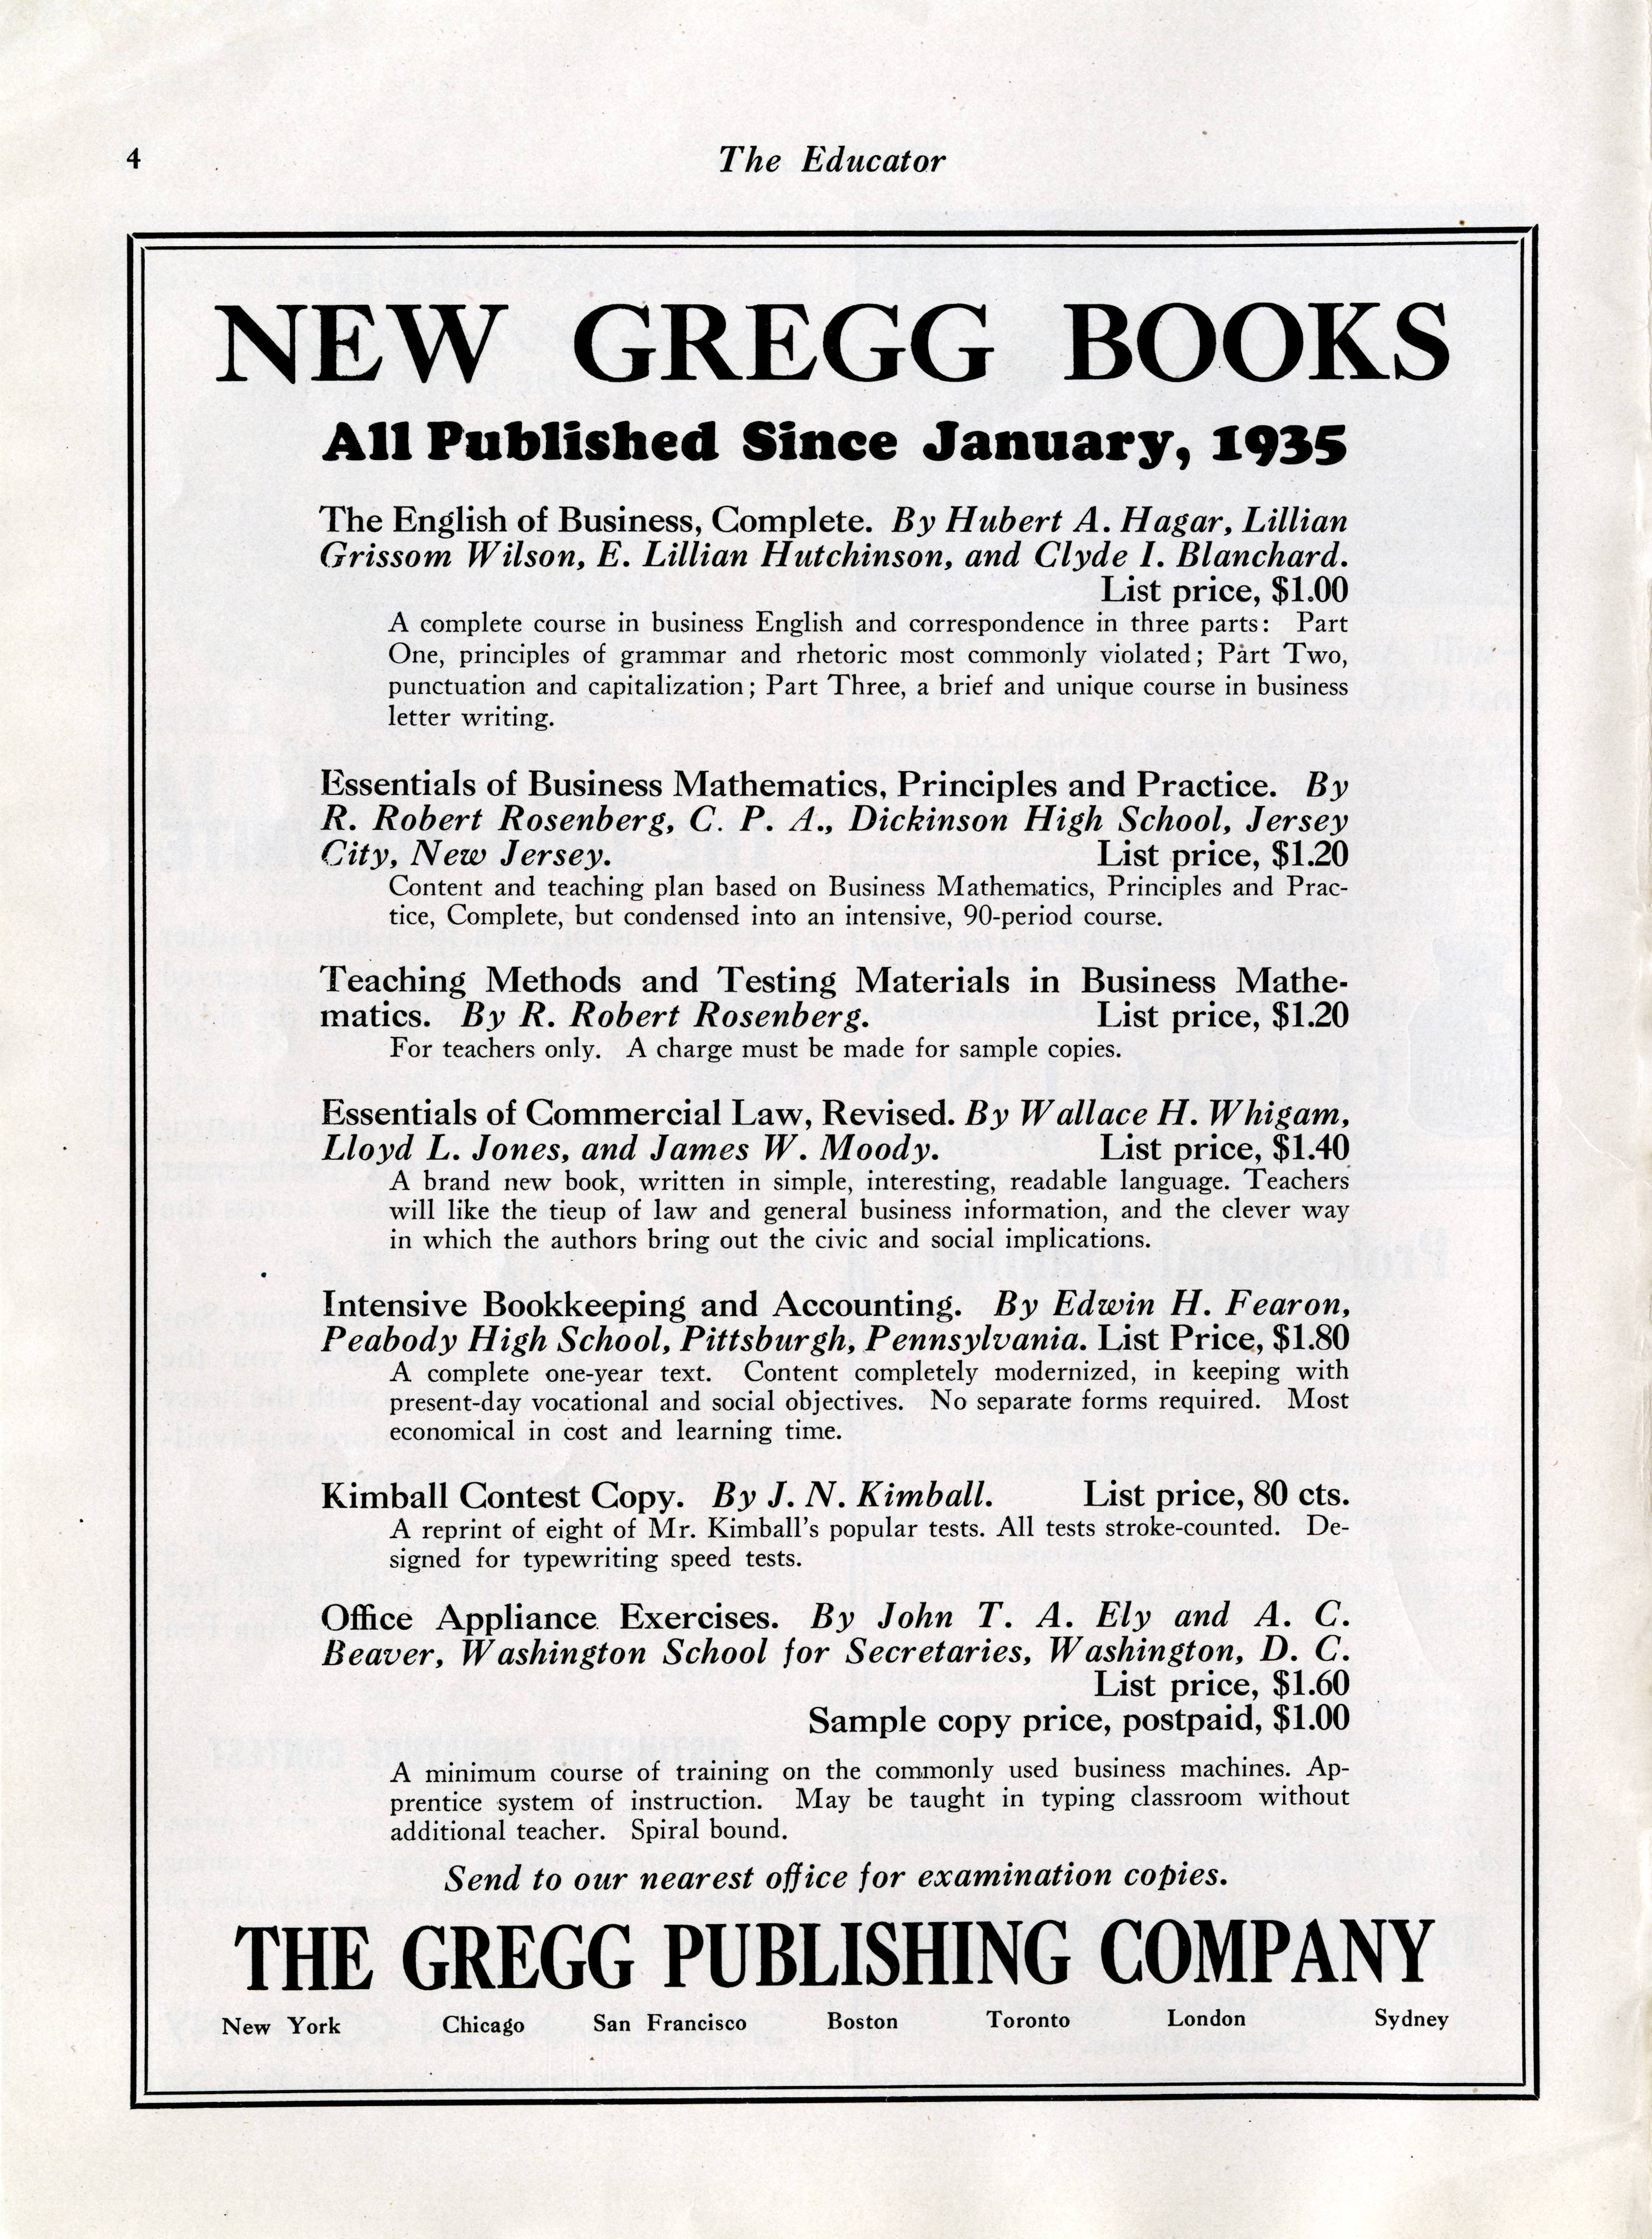 4
The Educator
NEW GREGG BOOKS
All Published Since January, 1935
The English of Business, Complete. By Hubert A. Hagar, Lillian
Grissom Wilson, E. Lillian Hutchinson, and Clyde I. Blanchard.
List price, $1.00
A complete course in business English and correspondence in three parts: Part
One, principles of grammar and rhetoric most commonly violated; Part Two,
punctuation and capitalization; Part Three, a brief and unique course in business
letter writing.
Essentials of Business Mathematics, Principles and Practice. By
R. Robert Rosenberg, C. P. A., Dickinson High School, Jersey
City, New Jersey. List price, $1.20
Content and teaching plan based on Business Mathematics, Principles and Prac-
tice, Complete, but condensed into an intensive, 90-period course.
Teaching Methods and Testing Materials in Business Mathe-
matics. By R. Robert Rosenberg. List price, $1.20
For teachers only. A charge must be made for sample copies.
Essentials of Commercial Law, Revised. By Wallace H. Whigam,
Lloyd L. Jones, and James W. Moody. List price, $1.40
A brand new book, written in simple, interesting, readable language. Teachers
will like the tieup of law and general business information, and the clever way
in which the authors bring out the civic and social implications.
Intensive Bookkeeping and Accounting. By Edwin H. Fearon,
Peabody High School, Pittsburgh, Pennsylvania. List Price, $1.80
A complete one-year text. Content completely modernized, in keeping with
present-day vocational and social objectives. No separate forms required. Most
economical in cost and learning time.
Kimball Contest Copy. By J. N. Kimball. List price, 80 cts.
A reprint of eight of Mr. Kimball's popular tests. All tests stroke-counted. De-
signed for typewriting speed tests.
Office Appliance Exercises. By John T. A. Ely and A. C.
Beaver, Washington School for Secretaries, Washington, D. C.
List price, $1.60
Sample copy price, postpaid, $1.00
A minimum course of training on the commonly used business machines. Ap-
prentice system of instruction. May be taught in typing classroom without
additional teacher. Spiral bound.
Send to our nearest office for examination copies.
THE GREGG PUBLISHING COMPANY
New York Chicago San Francisco Boston Toronto London Sydney